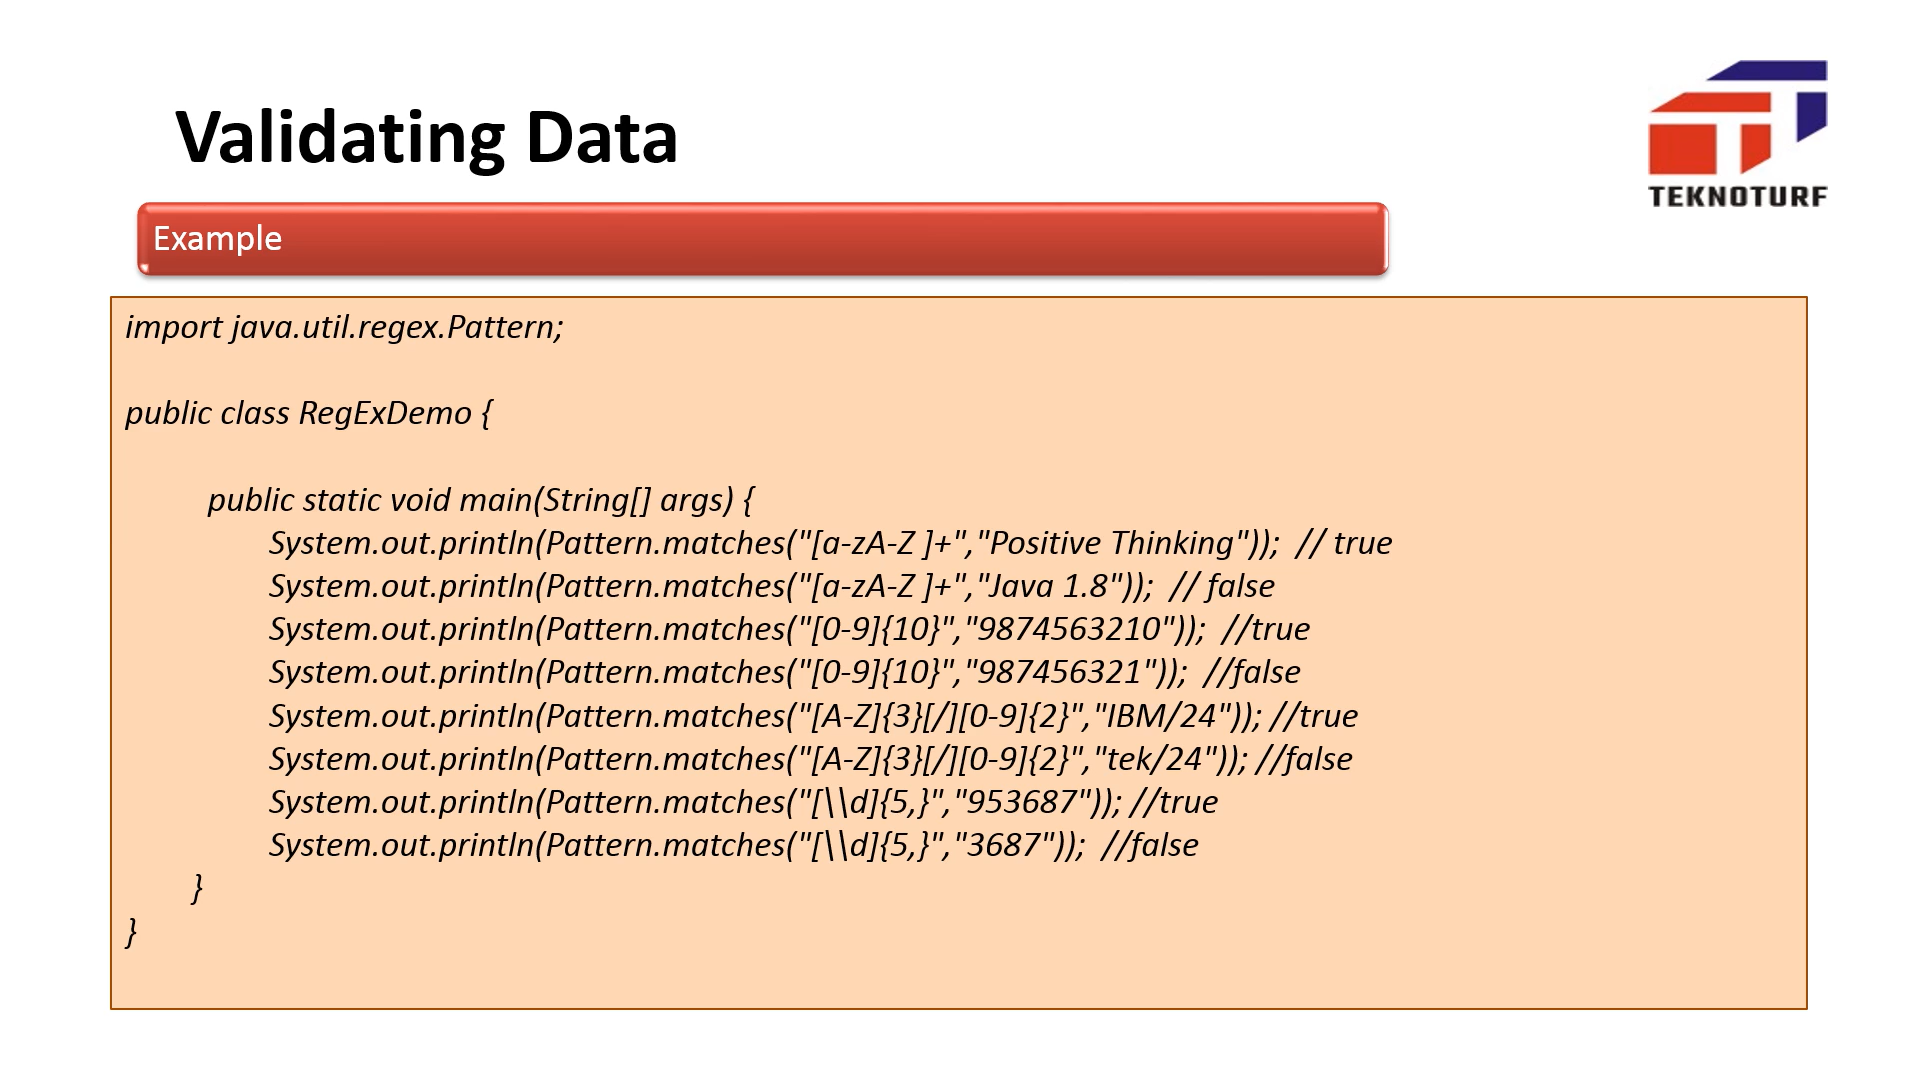 Validating Data
TEKNOTURF
Example
import java.util.regex.Pattern;
public class RegExDemo {
public static void main(String[] args) {
System.out.println(Pattern.matches("[a-zA-Z ]+","Positive Thinking")); // true
System.out.println(Pattern.matches("[a-zA-Z ]+","Java 1.8")); // false
System.out.println(Pattern.matches("[0-9]{10}","9874563210")); //true
System.out.println(Pattern.matches("[0-9]{10}","987456321")); //false
System.out.println(Pattern.matches("[A-Z]{3}[/][0-9]{2}","IBM/24")); //true
System.out.println(Pattern.matches("[A-Z]{3}[/][0-9]{2}","tek/24")); //false
System.out.println(Pattern.matches("[\\d]{5,}","953687")); //true
System.out.println(Pattern.matches("[\\d]{5,}","3687")); //false
}
}